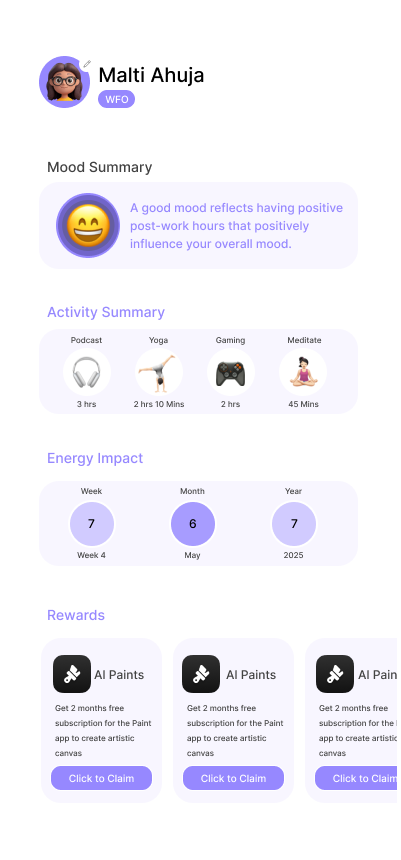 Malti Ahuja
WFO
Mood Summary
A good mood reflects having positive
post-work hours that positively
influence your overall mood.
Activity Summary
Podcast Yoga Gaming Meditate
3 hrs 2 hrs 10 Mins 2 hrs 45 Mins
Energy Impact
Week Month Year
7 6 7
Week 4 May 2025
Rewards
AI Paints
Get 2 months free
subscription for the Paint
app to create artistic
canvas
Click to Claim
AI Paints
Get 2 months free
subscription for the Paint
app to create artistic
canvas
Click to Claim
AI Pain
Get 2 months free
subscription for the
app to create artistic
canvas
Click to Claim